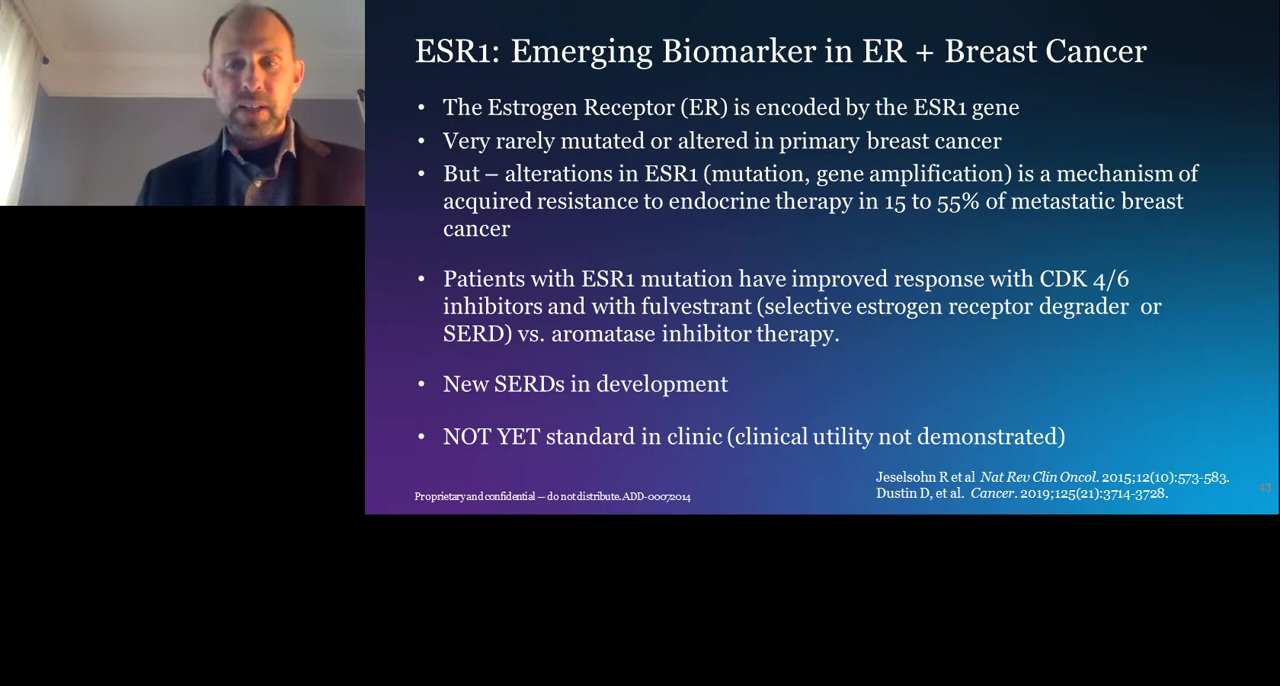 ESR1: Emerging Biomarker in ER + Breast Cancer
• The Estrogen Receptor (ER) is encoded by the ESR1 gene
• Very rarely mutated or altered in primary breast cancer
• But – alterations in ESR1 (mutation, gene amplification) is a mechanism of
acquired resistance to endocrine therapy in 15 to 55% of metastatic breast
cancer
• Patients with ESR1 mutation have improved response with CDK 4/6
inhibitors and with fulvestrant (selective estrogen receptor degrader or
SERD) vs. aromatase inhibitor therapy.
• New SERDs in development
• NOT YET standard in clinic (clinical utility not demonstrated)
Jeselsohn R et al Nat Rev Clin Oncol. 2015;12(10):573-583.
Dustin D, et al. Cancer. 2019;125(21):3714-3728.
Proprietary and confidential — do not distribute. ADD-00072014
43